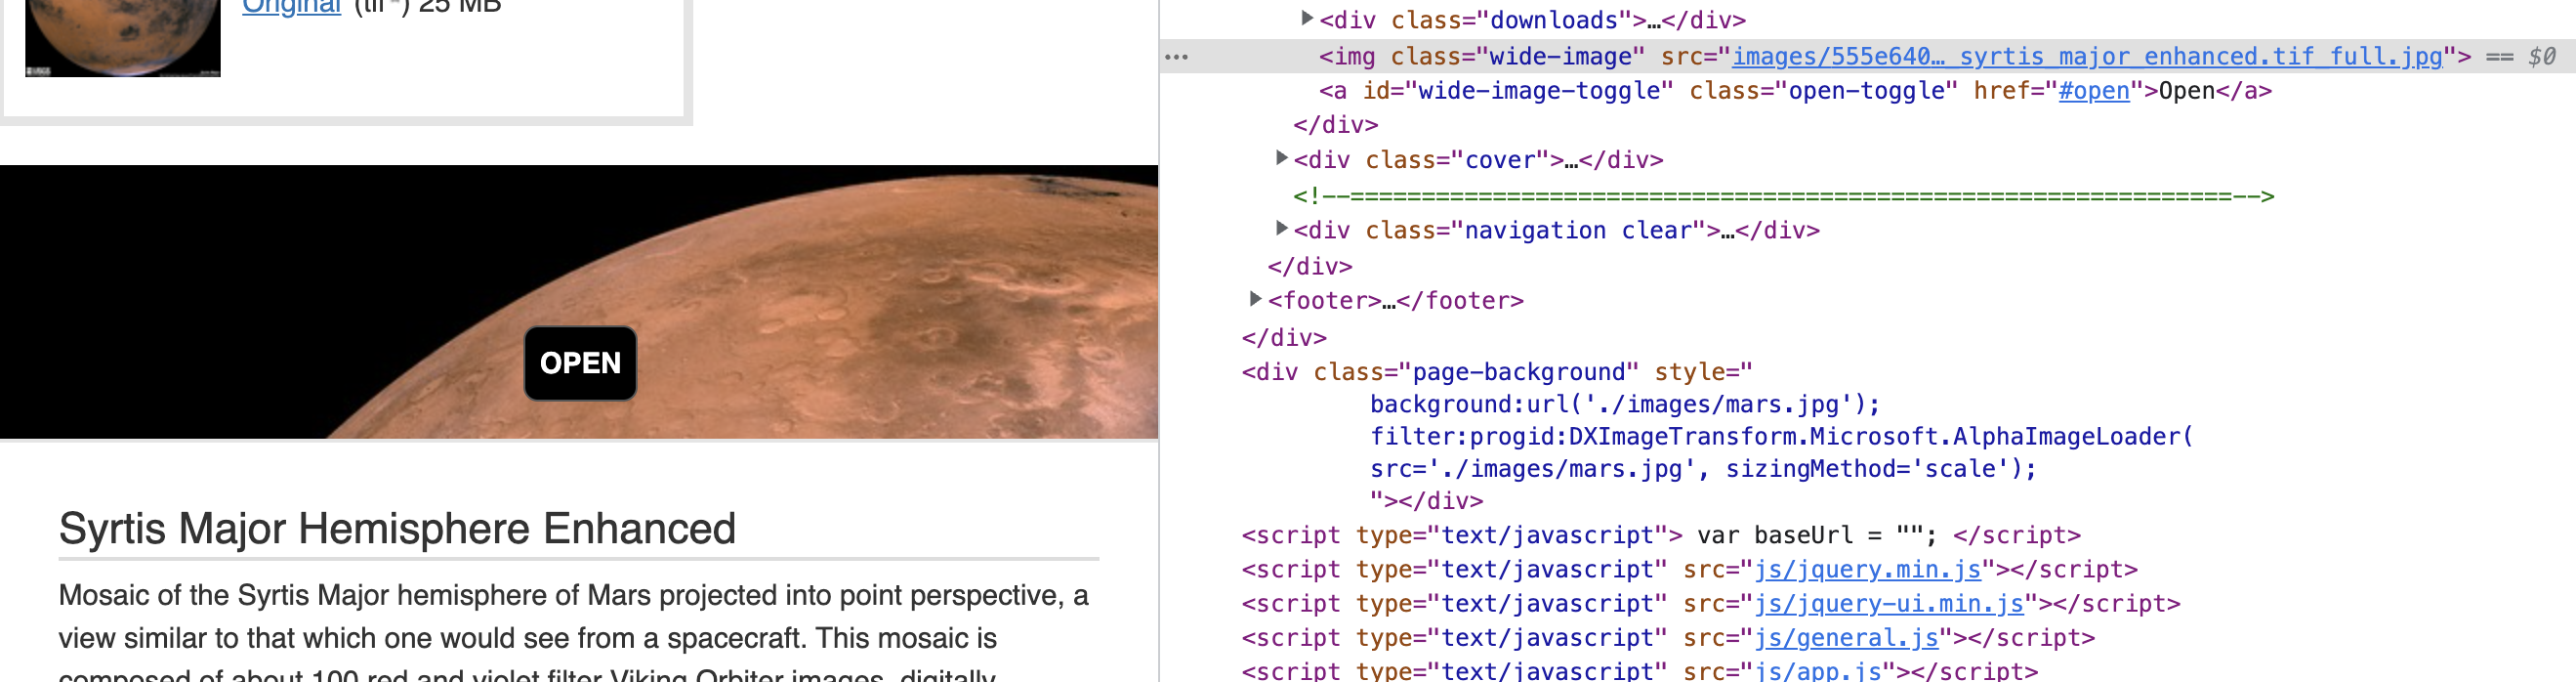 Original (tif*) 25 MB
OPEN
Syrtis Major Hemisphere Enhanced
Mosaic of the Syrtis Major hemisphere of Mars projected into point perspective, a
view similar to that which one would see from a spacecraft. This mosaic is
composed of about 100 red and violet filter Viking Orbiter images, digitally
<div class="downloads">…</div>
<img class="wide-image" src="images/555e640…_syrtis_major_enhanced.tif_full.jpg"> == $0
<a id="wide-image-toggle" class="open-toggle" href="#open">Open</a>
</div>
<div class="cover">…</div>
<!--==============================================================-->
<div class="navigation clear">…</div>
</div>
<footer>…</footer>
</div>
<div class="page-background" style="
background:url('./images/mars.jpg');
filter:progid:DXImageTransform.Microsoft.AlphaImageLoader(
src='./images/mars.jpg', sizingMethod='scale');
"></div>
<script type="text/javascript"> var baseUrl = ""; </script>
<script type="text/javascript" src="js/jquery.min.js"></script>
<script type="text/javascript" src="js/jquery-ui.min.js"></script>
<script type="text/javascript" src="js/general.js"></script>
<script type="text/javascript" src="js/app.js"></script>